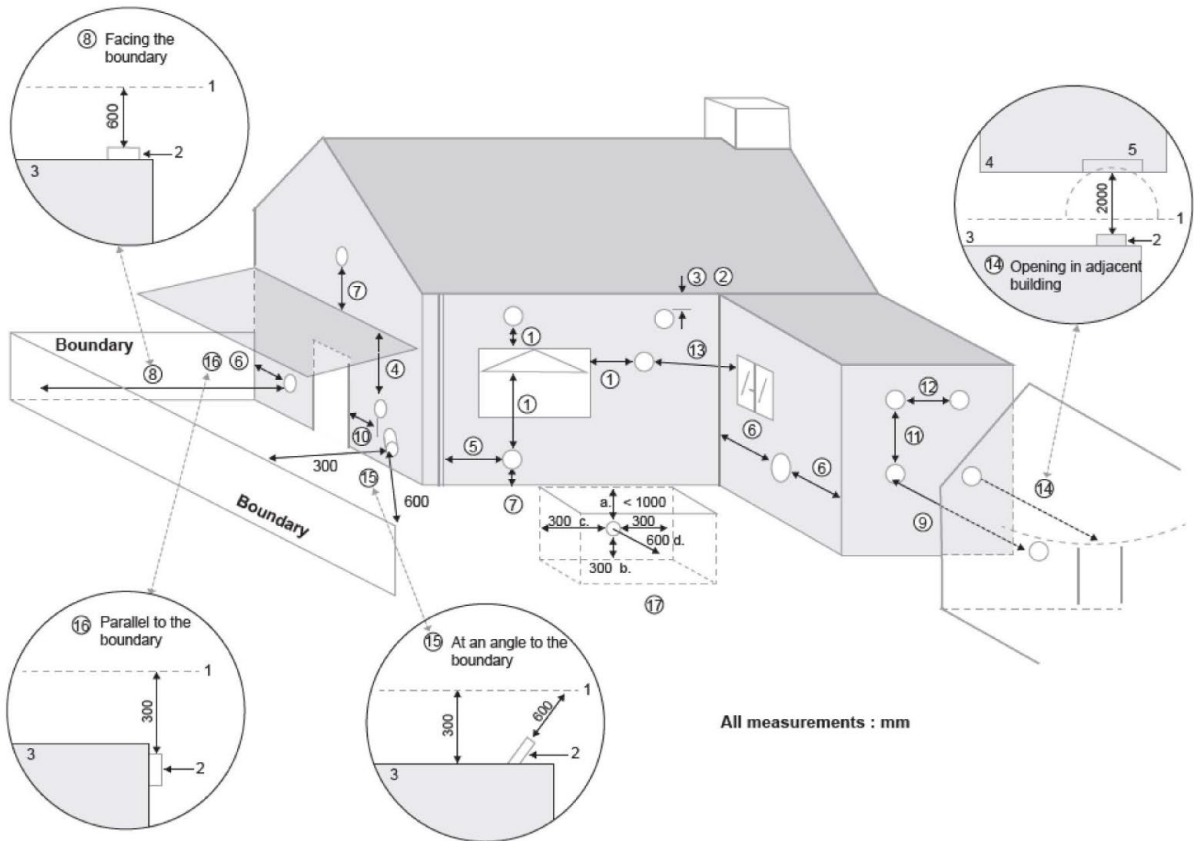 ⑧ Facing the
boundary
1
600
2
3
4
5
2000
1
3
2
⑭ Opening in adjacent
building
③ ②
⑦
①
Boundary
⑯ ⑥
⑧
④
①
⑬
①
⑫
⑩
⑥
⑪
⑤
⑥
300
⑮
600
⑦
a. < 1000
⑭
⑨
Boundary
300 c.
300
600 d.
300 b.
⑰
⑯ Parallel to the
boundary
1
300
3
2
⑮ At an angle to the
boundary
1
300
600
2
3
All measurements : mm